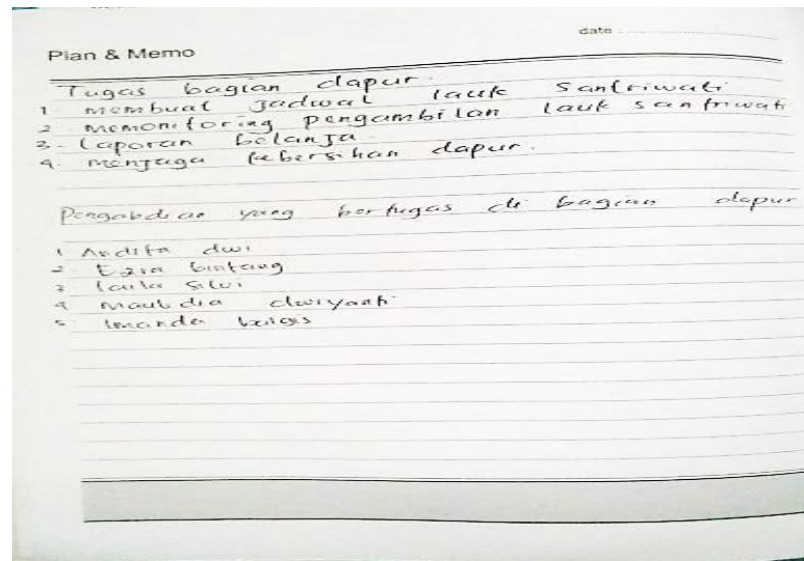 date :
Plan & Memo
Tugas bagian dapur.
1 membuat Jadwal lauk Santriwati
2 memonitoring pengambilan lauk santriwati
3- Laporan belanja
4. menjaga kebersihan dapur.
Pengabdian yang bertugas di bagian dapur
1 Andita dwi
2 Ezra bintang
3 laila Silvi
4 maulidia dwiyanti
5 balqis